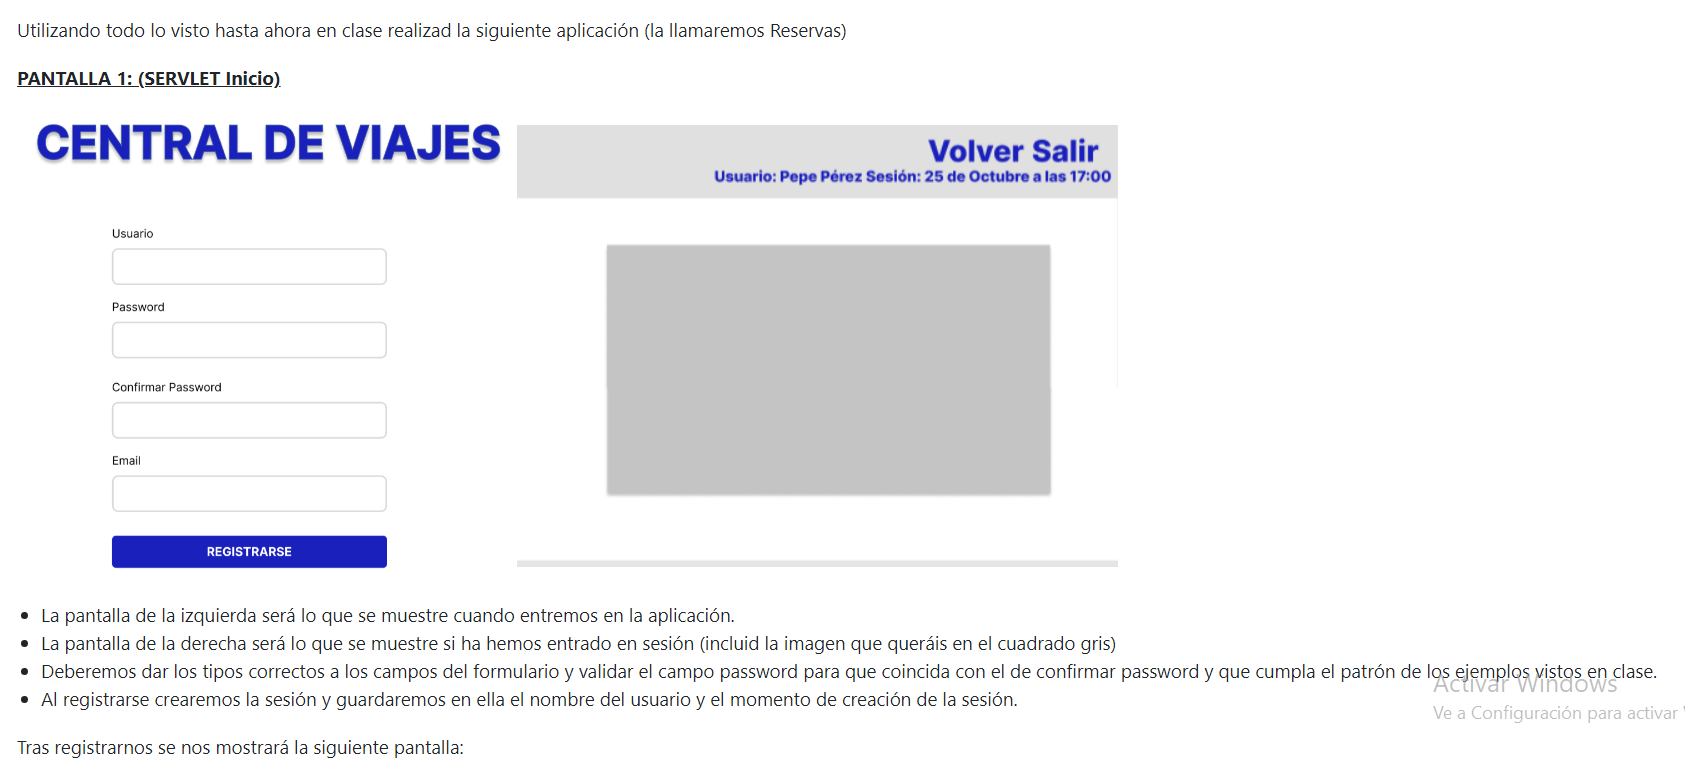 Utilizando todo lo visto hasta ahora en clase realizad la siguiente aplicación (la llamaremos Reservas)
PANTALLA 1: (SERVLET Inicio)
CENTRAL DE VIAJES
Usuario
Password
Confirmar Password
Email
REGISTRARSE
Volver Salir
Usuario: Pepe Pérez Sesión: 25 de Octubre a las 17:00
• La pantalla de la izquierda será lo que se muestre cuando entremos en la aplicación.
• La pantalla de la derecha será lo que se muestre si ha hemos entrado en sesión (incluid la imagen que queráis en el cuadrado gris)
• Deberemos dar los tipos correctos a los campos del formulario y validar el campo password para que coincida con el de confirmar password y que cumpla el patrón de los ejemplos vistos en clase.
• Al registrarse crearemos la sesión y guardaremos en ella el nombre del usuario y el momento de creación de la sesión.
Activar Windows
Ve a Configuración para activar
Tras registrarnos se nos mostrará la siguiente pantalla: